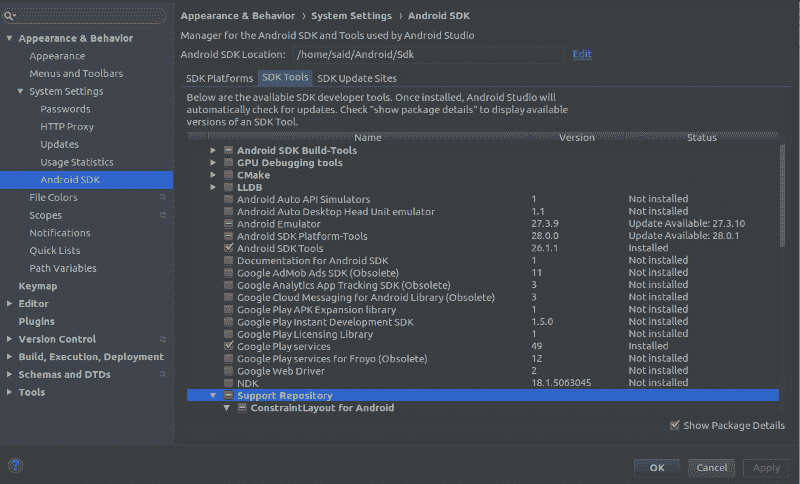 Appearance & Behavior
Appearance
Menus and Toolbars
System Settings
Passwords
HTTP Proxy
Updates
Usage Statistics
Android SDK
File Colors
Scopes
Notifications
Quick Lists
Path Variables
Keymap
Editor
Plugins
Version Control
Build, Execution, Deployment
Schemas and DTDs
Tools
Appearance & Behavior › System Settings › Android SDK
Manager for the Android SDK and Tools used by Android Studio
Android SDK Location: /home/said/Android/Sdk Edit
SDK Platforms SDK Tools SDK Update Sites
Below are the available SDK developer tools. Once installed, Android Studio will
automatically check for updates. Check "show package details" to display available
versions of an SDK Tool.
Name Version Status
Android SDK Build-Tools
GPU Debugging tools
CMake
LLDB
Android Auto API Simulators 1 Not installed
Android Auto Desktop Head Unit emulator 1.1 Not installed
Android Emulator 27.3.9 Update Available: 27.3.10
Android SDK Platform-Tools 28.0.0 Update Available: 28.0.1
Android SDK Tools 26.1.1 Installed
Documentation for Android SDK 1 Not installed
Google AdMob Ads SDK (Obsolete) 11 Not installed
Google Analytics App Tracking SDK (Obsolete) 3 Not installed
Google Cloud Messaging for Android Library (Obsolete) 3 Not installed
Google Play APK Expansion library 1 Not installed
Google Play Instant Development SDK 1.5.0 Not installed
Google Play Licensing Library 1 Not installed
Google Play services 49 Installed
Google Play services for Froyo (Obsolete) 12 Not installed
Google Web Driver 2 Not installed
NDK 18.1.5063045 Not installed
Support Repository
ConstraintLayout for Android
Show Package Details
? OK Cancel Apply